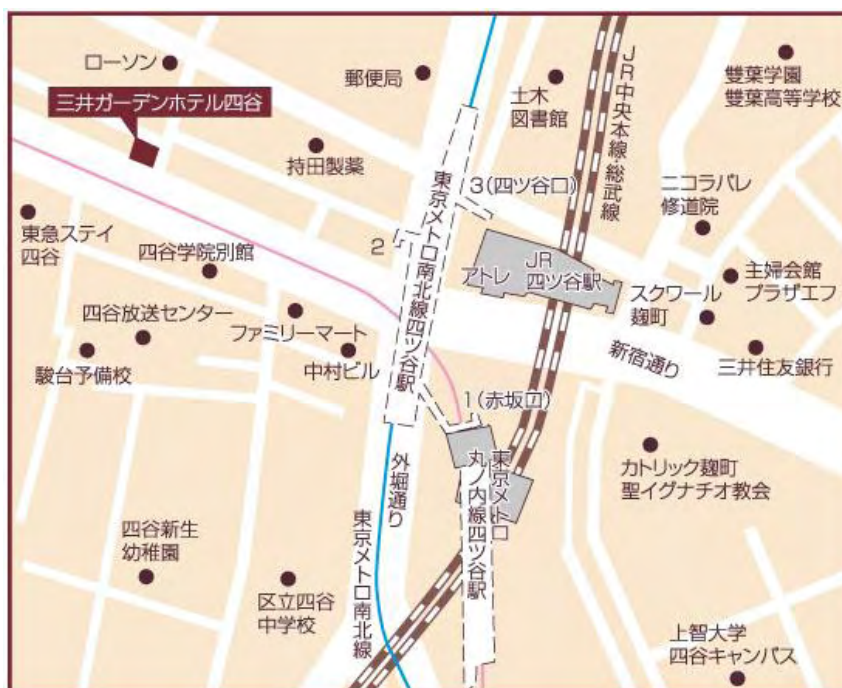 ローソン
三井ガーデンホテル四谷
郵便局
土木
図書館
JR中央本線・総武線
雙葉学園
雙葉高等学校
持田製薬
東京メトロ南北線四ツ谷駅
3(四ツ谷口)
ニコラバレ
修道院
東急ステイ
四谷
四谷学院別館
2
アトレ
JR
四ツ谷駅
スクワール
麹町
主婦会館
プラザエフ
四谷放送センター
ファミリーマート
駿台予備校
中村ビル
新宿通り
三井住友銀行
1(赤坂口)
外堀通り
東京メトロ南北線
東京メトロ
丸ノ内線四ツ谷駅
カトリック麹町
聖イグナチオ教会
四谷新生
幼稚園
区立四谷
中学校
上智大学
四谷キャンパス